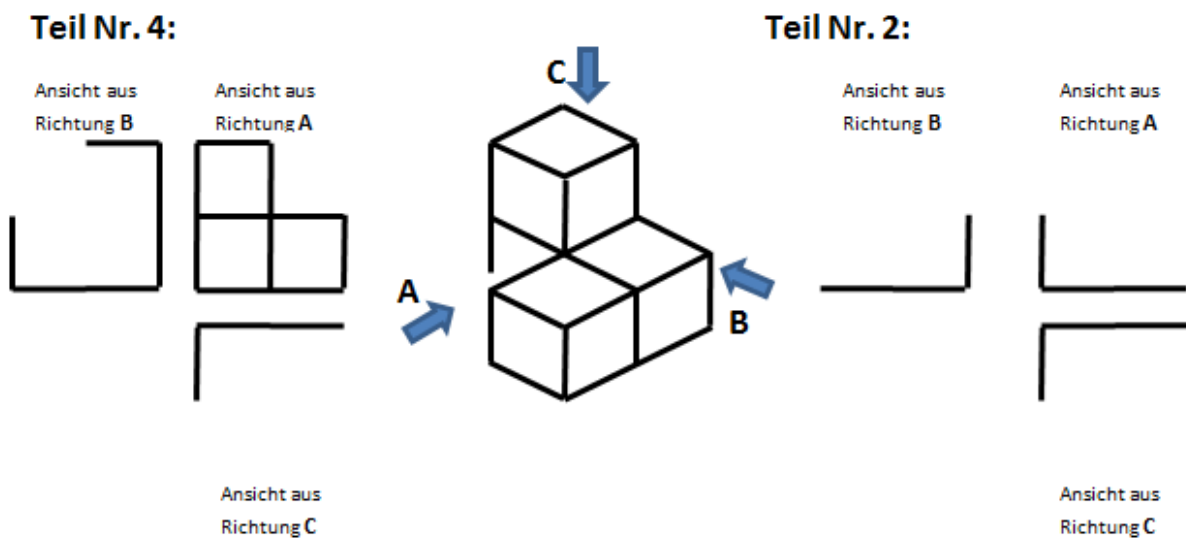 Teil Nr. 4:
Teil Nr. 2:
Ansicht aus
Richtung B
Ansicht aus
Richtung A
C
A
B
Ansicht aus
Richtung B
Ansicht aus
Richtung A
Ansicht aus
Richtung C
Ansicht aus
Richtung C